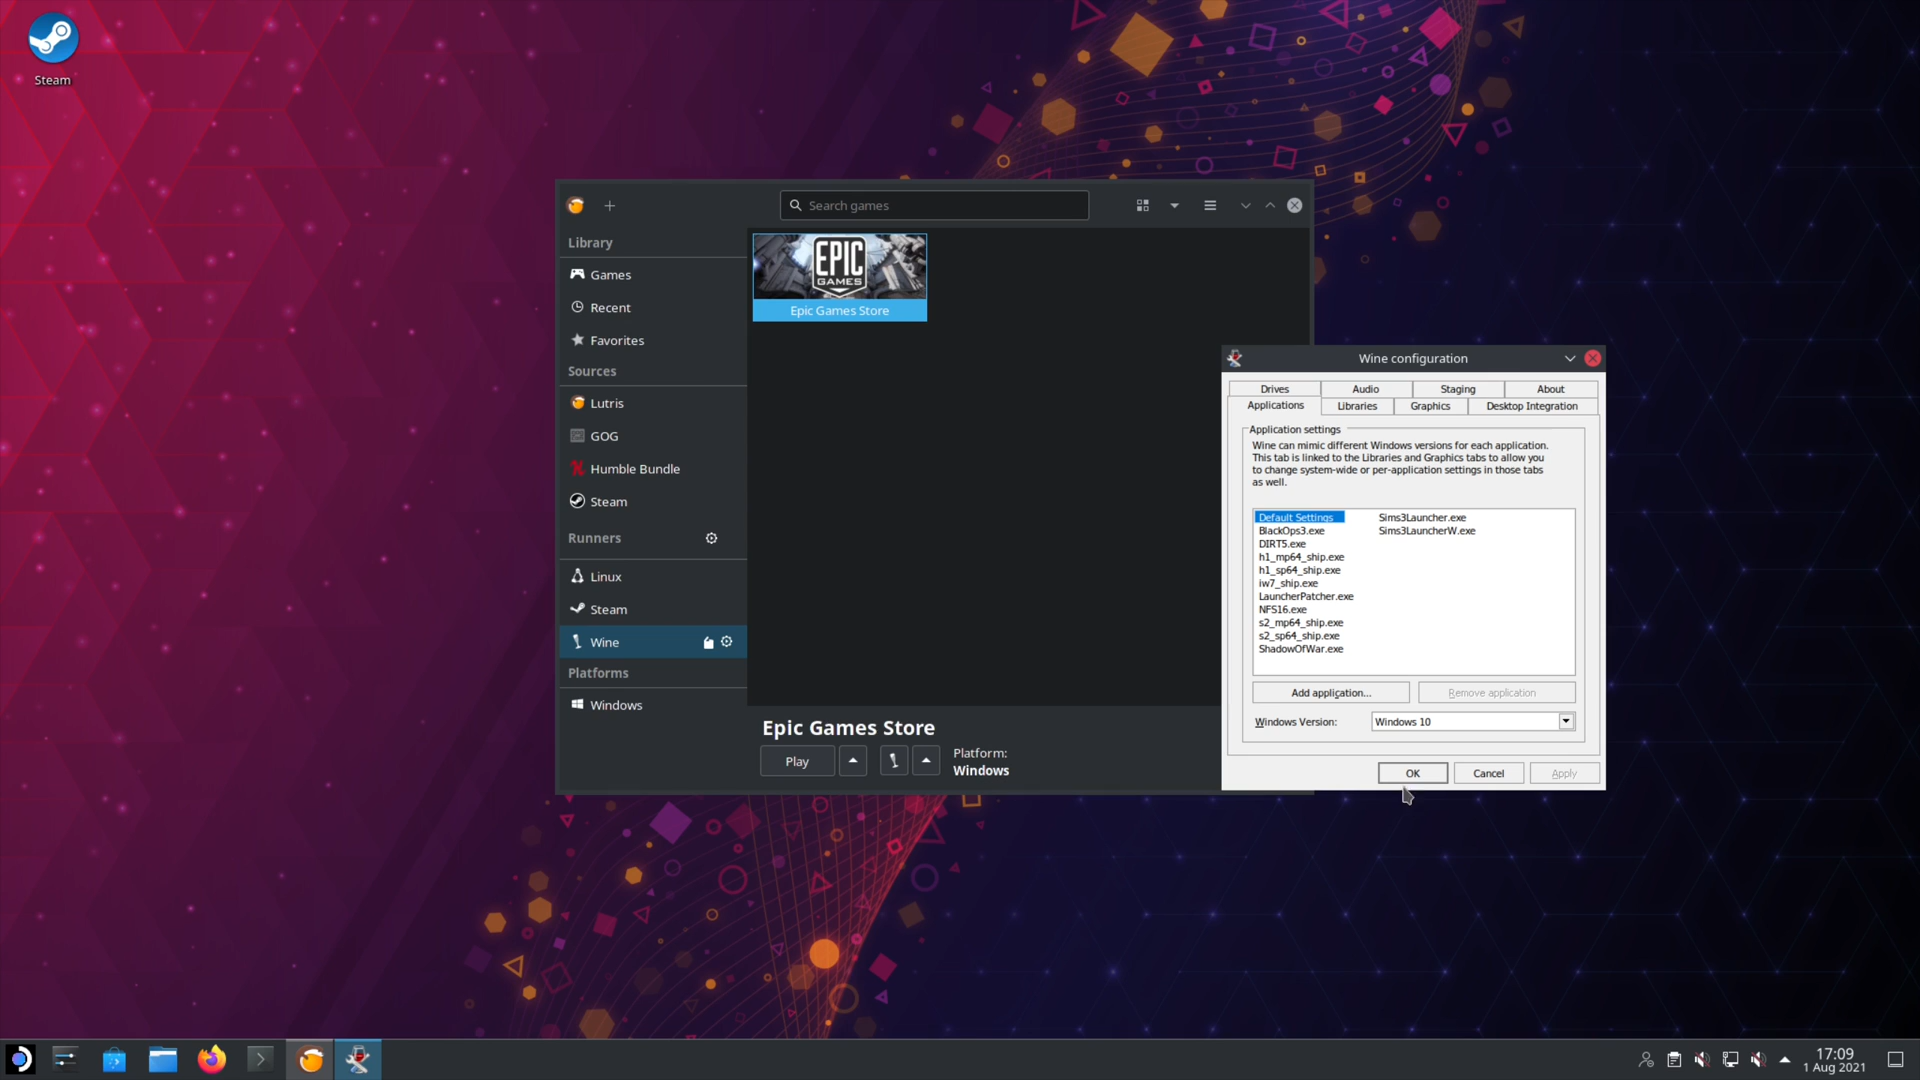 Steam
Search games
Library
Games
Recent
Favorites
Sources
Lutris
GOG
Humble Bundle
Steam
Runners
Linux
Steam
Wine
Platforms
Windows
EPIC
GAMES
Epic Games Store
Epic Games Store
Play
Platform:
Windows
Wine configuration
Drives Audio Staging About
Applications Libraries Graphics Desktop Integration
Application settings
Wine can mimic different Windows versions for each application.
This tab is linked to the Libraries and Graphics tabs to allow you
to change system-wide or per-application settings in those tabs
as well.
Default Settings
BlackOps3.exe
DIRT5.exe
h1_mp64_ship.exe
h1_sp64_ship.exe
iw7_ship.exe
LauncherPatcher.exe
NFS16.exe
s2_mp64_ship.exe
s2_sp64_ship.exe
ShadowOfWar.exe
Sims3Launcher.exe
Sims3LauncherW.exe
Add application... Remove application
Windows Version: Windows 10
OK Cancel Apply
17:09
1 Aug 2021